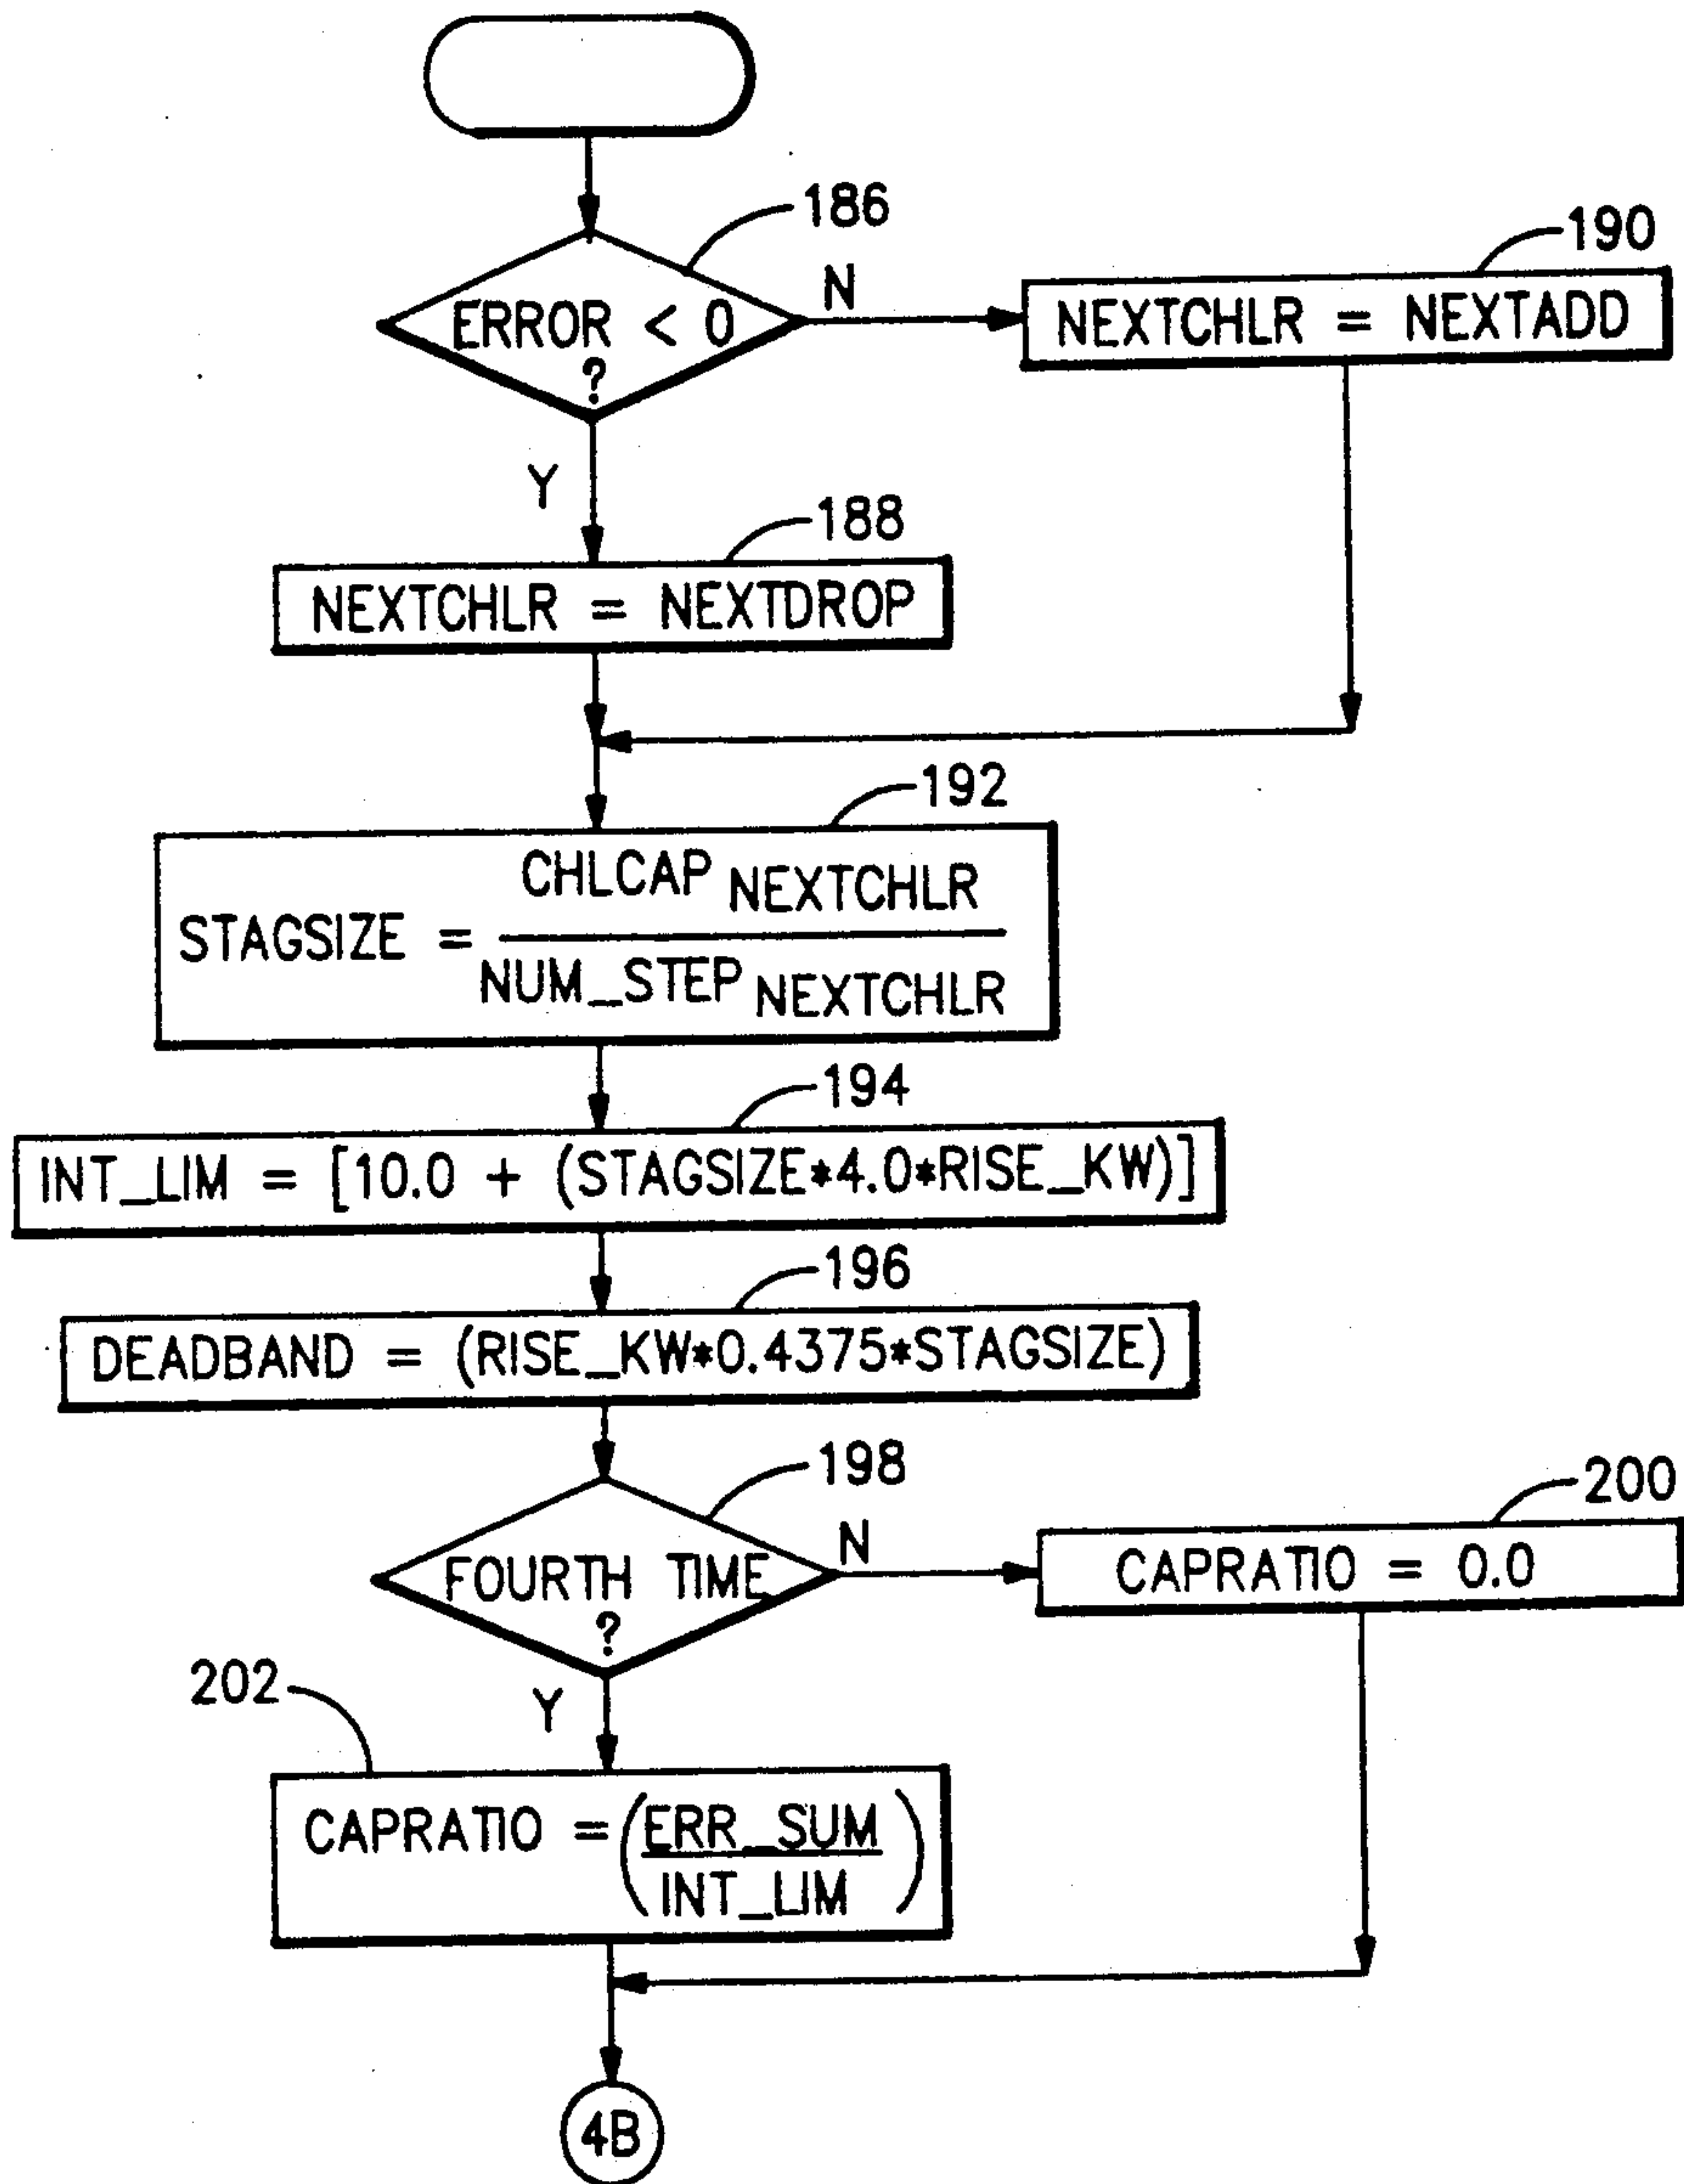 186
190
ERROR < 0
?
N
NEXTCHLR = NEXTADD
Y
188
NEXTCHLR = NEXTDROP
192
STAGSIZE = CHLCAP NEXTCHLR
NUM_STEP NEXTCHLR
194
INT_LIM = [10.0 + (STAGSIZE*4.0*RISE_KW)]
196
DEADBAND = (RISE_KW*0.4375*STAGSIZE)
198
200
FOURTH TIME
?
N
CAPRATIO = 0.0
202
Y
CAPRATIO = (ERR_SUM
INT_LIM)
4B